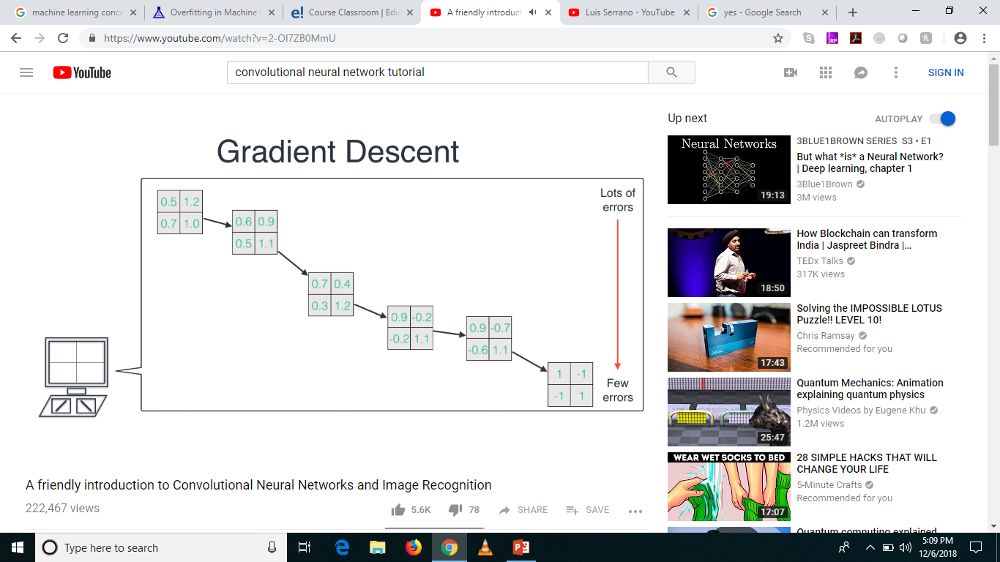 machine learning conce
Overfitting in Machine
Course Classroom | Edu
A friendly introduct
Luis Serrano - YouTube
yes - Google Search
https://www.youtube.com/watch?v=2-OI7ZB0MmU
YouTube
convolutional neural network tutorial
SIGN IN
Gradient Descent
0.5 1.2
0.7 1.0
0.6 0.9
0.5 1.1
0.7 0.4
0.3 1.2
0.9 -0.2
-0.2 1.1
0.9 -0.7
-0.6 1.1
1 -1
-1 1
Lots of
errors
Few
errors
A friendly introduction to Convolutional Neural Networks and Image Recognition
222,467 views
5.6K
78
SHARE
SAVE
Up next
AUTOPLAY
Neural Networks
19:13
3BLUE1BROWN SERIES S3 • E1
But what *is* a Neural Network?
| Deep learning, chapter 1
3Blue1Brown
3M views
18:50
How Blockchain can transform
India | Jaspreet Bindra |...
TEDx Talks
317K views
17:43
Solving the IMPOSSIBLE LOTUS
Puzzle!! LEVEL 10!
Chris Ramsay
Recommended for you
25:47
Quantum Mechanics: Animation
explaining quantum physics
Physics Videos by Eugene Khu
1.2M views
WEAR WET SOCKS TO BED
17:07
28 SIMPLE HACKS THAT WILL
CHANGE YOUR LIFE
5-Minute Crafts
Recommended for you
Quantum computing explained
Type here to search
5:09 PM
12/6/2018